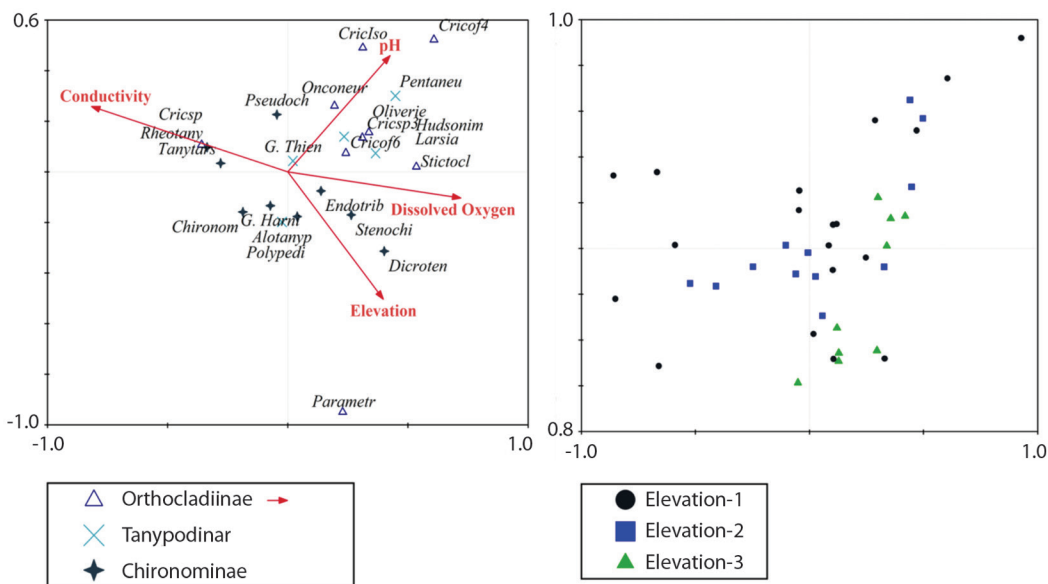 0.6
Cricof4
CricIso
pH
Pentaneu
Conductivity
Onconeur
Pseudoch
Cricsp
Oliverie
Cricsp3
Hudsonim
Rheotany
Larsia
Cricof6
Tanytars
G. Thien
Stictocl
Endotrib
Dissolved Oxygen
Chironom
G. Harni
Stenochi
Alotanyp
Polypedi
Dicroten
Elevation
Parametr
-1.0
-1.0
1.0
1.0
0.8
-1.0
1.0
Orthocladiinae
Tanypodinar
Chironominae
Elevation-1
Elevation-2
Elevation-3